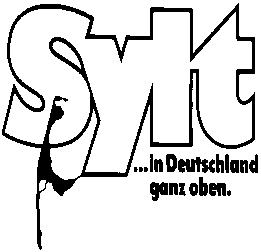 Sylt
...in Deutschland
ganz oben.